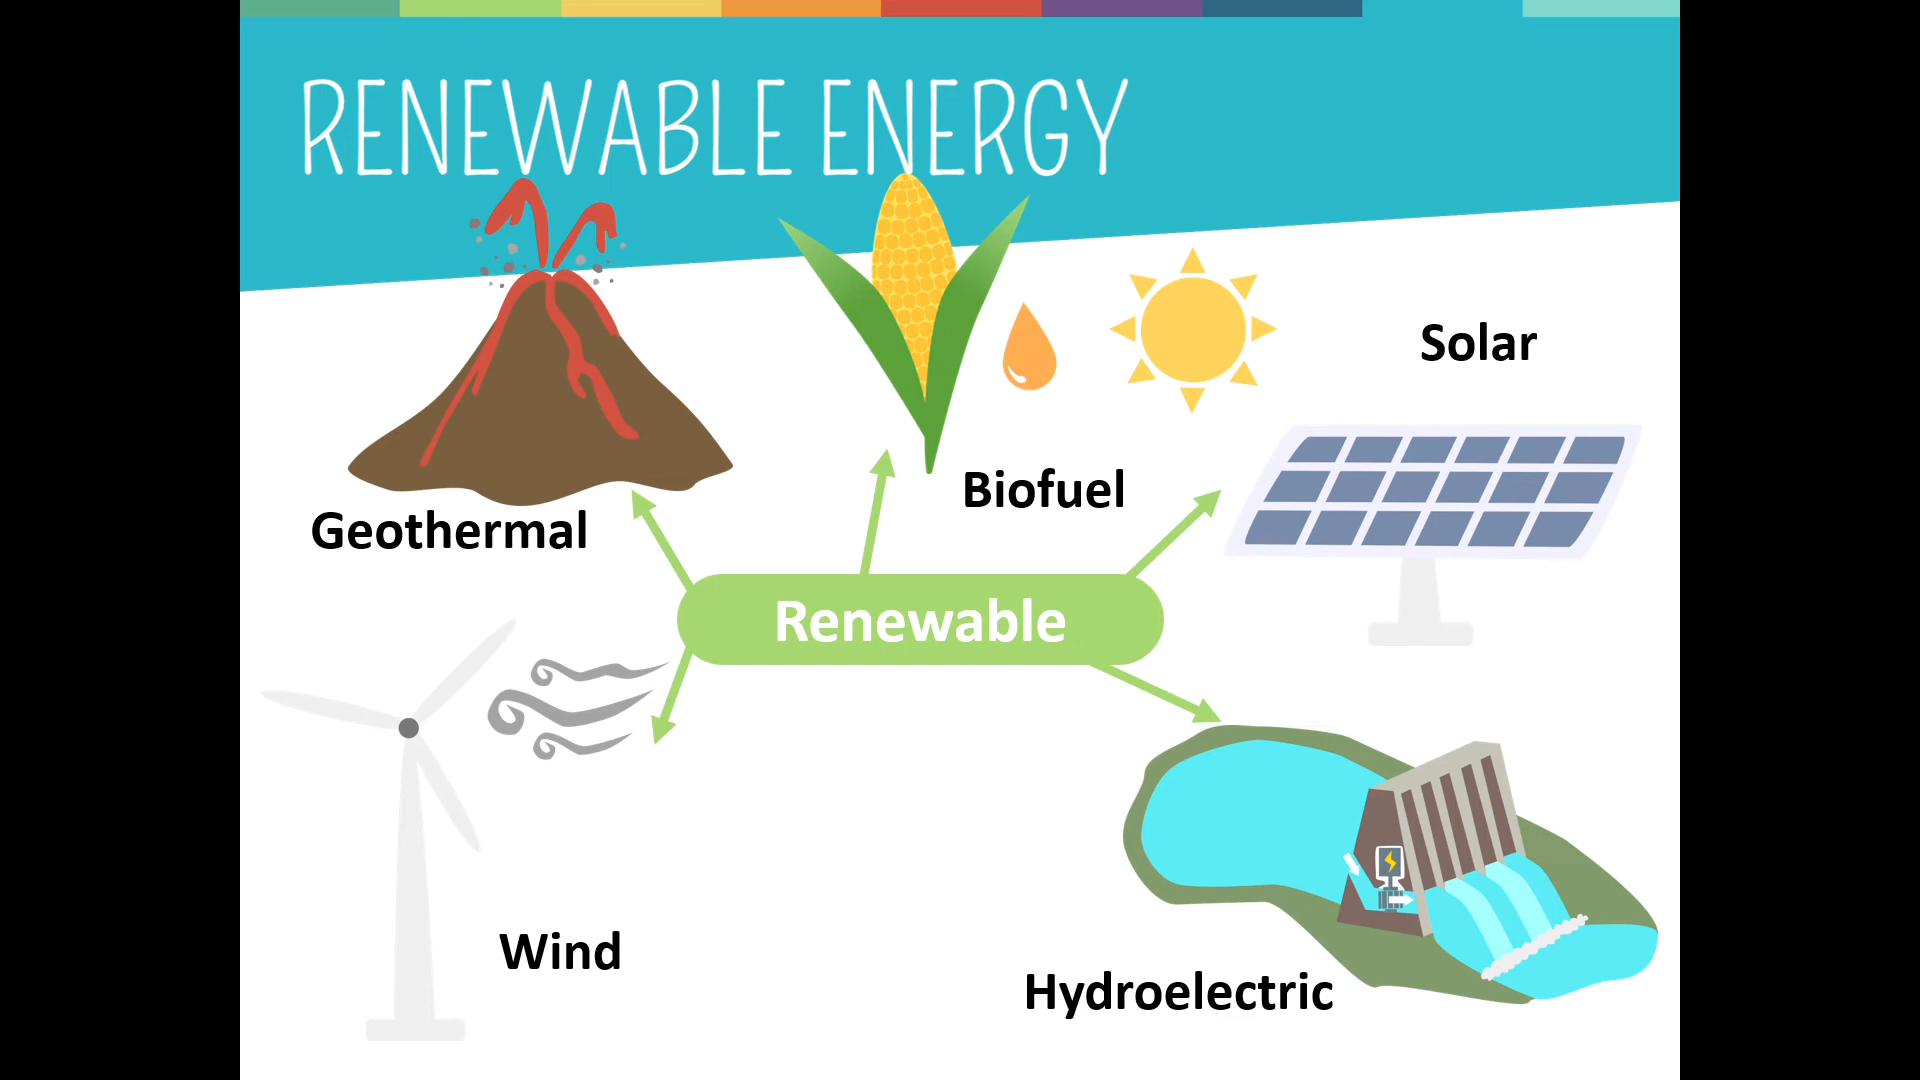 RENEWABLE ENERGY
Solar
Biofuel
Geothermal
Renewable
Wind
Hydroelectric